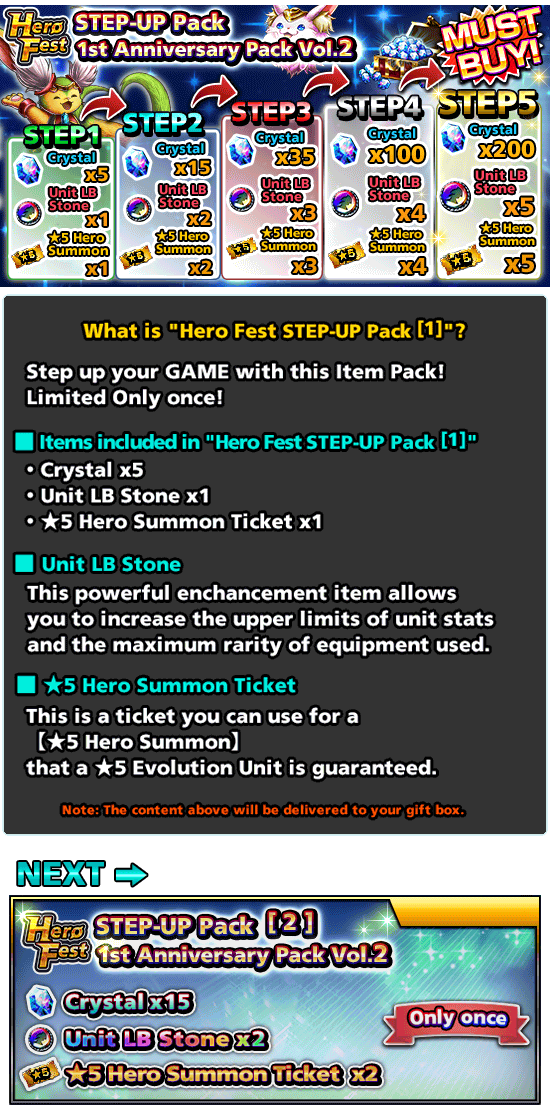 Hero Fest
STEP-UP Pack
1st Anniversary Pack Vol.2
MUST BUY!
STEP1
Crystal x5
Unit LB Stone x1
★5 Hero Summon x1
STEP2
Crystal x15
Unit LB Stone x2
★5 Hero Summon x2
STEP3
Crystal x35
Unit LB Stone x3
★5 Hero Summon x3
STEP4
Crystal x100
Unit LB Stone x4
★5 Hero Summon x4
STEP5
Crystal x200
Unit LB Stone x5
★5 Hero Summon x5
What is "Hero Fest STEP-UP Pack [1]"?
Step up your GAME with this Item Pack!
Limited Only once!
■ Items included in "Hero Fest STEP-UP Pack [1]"
• Crystal x5
• Unit LB Stone x1
• ★5 Hero Summon Ticket x1
■ Unit LB Stone
This powerful enchancement item allows
you to increase the upper limits of unit stats
and the maximum rarity of equipment used.
■ ★5 Hero Summon Ticket
This is a ticket you can use for a
【★5 Hero Summon】
that a ★5 Evolution Unit is guaranteed.
Note: The content above will be delivered to your gift box.
NEXT ➡
Hero Fest
STEP-UP Pack [2]
1st Anniversary Pack Vol.2
Crystal x15
Unit LB Stone x2
★5 Hero Summon Ticket x2
Only once